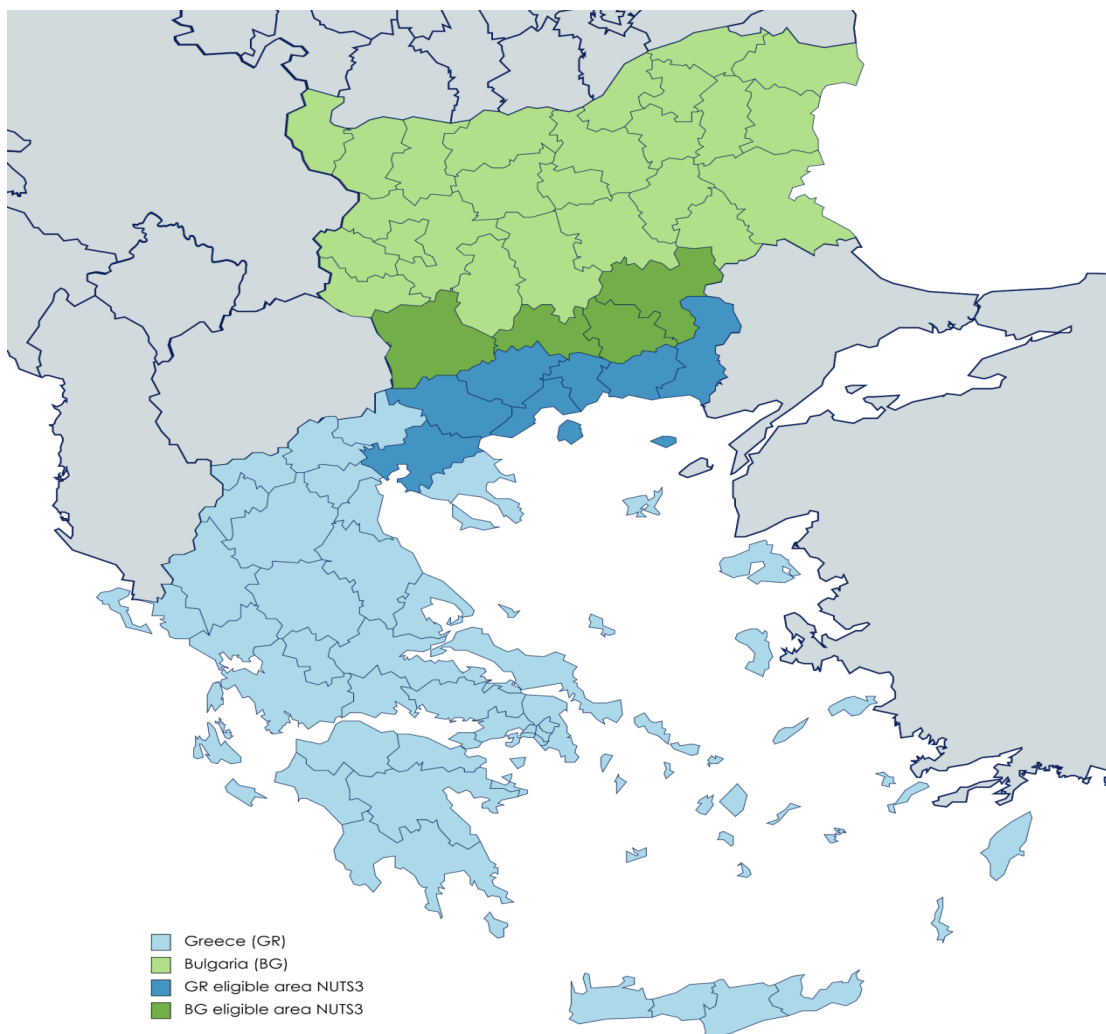 Greece (GR)
Bulgaria (BG)
GR eligible area NUTS3
BG eligible area NUTS3